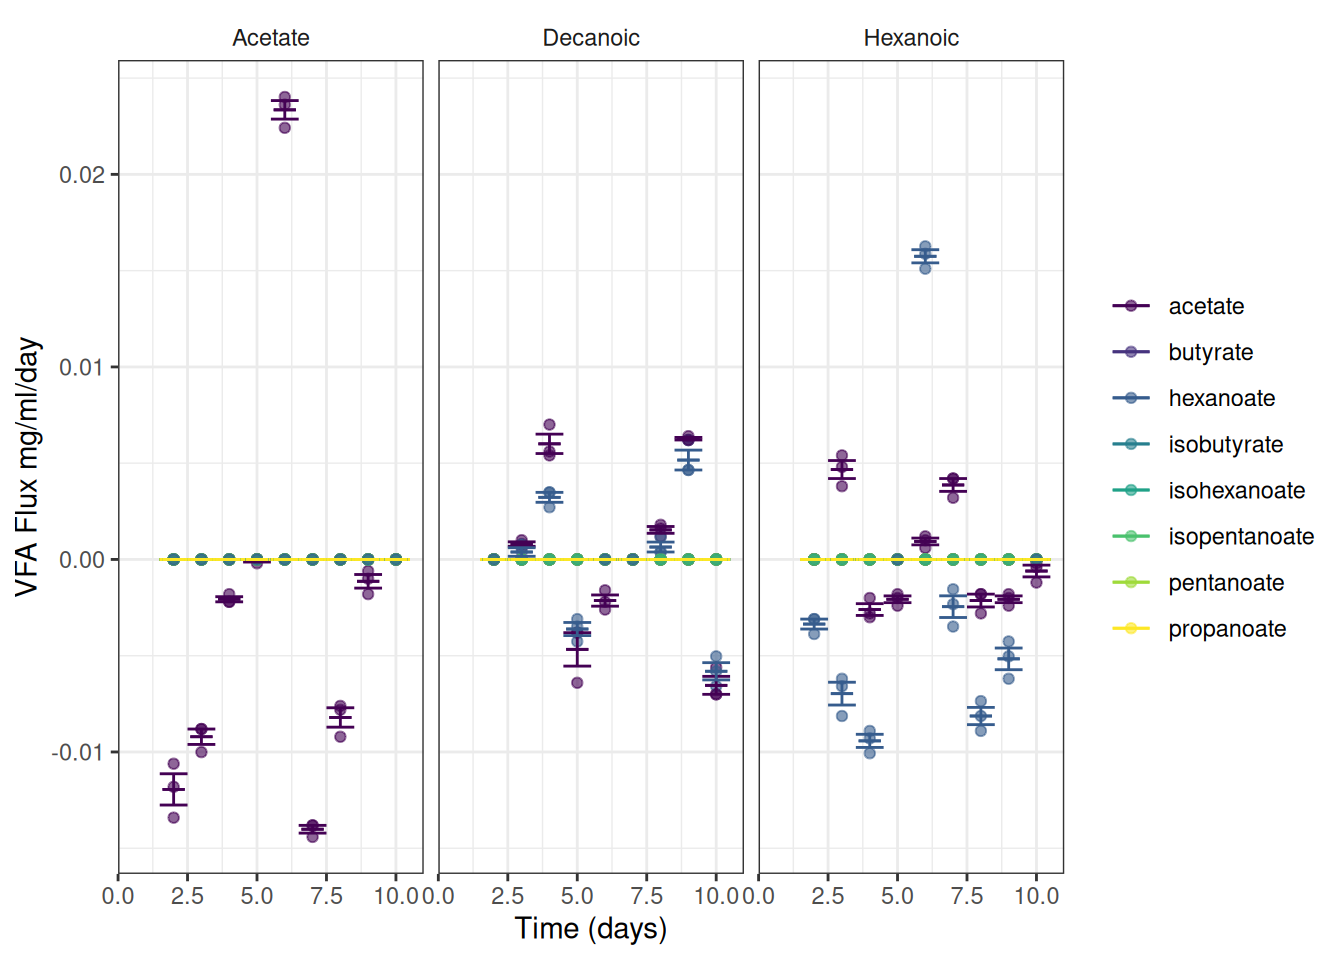 Acetate
Decanoic
Hexanoic
VFA Flux mg/ml/day
0.02
0.01
0.00
-0.01
0.0 2.5 5.0 7.5 10.0
0.0 2.5 5.0 7.5 10.0
0.0 2.5 5.0 7.5 10.0
Time (days)
acetate
butyrate
hexanoate
isobutyrate
isohexanoate
isopentanoate
pentanoate
propanoate